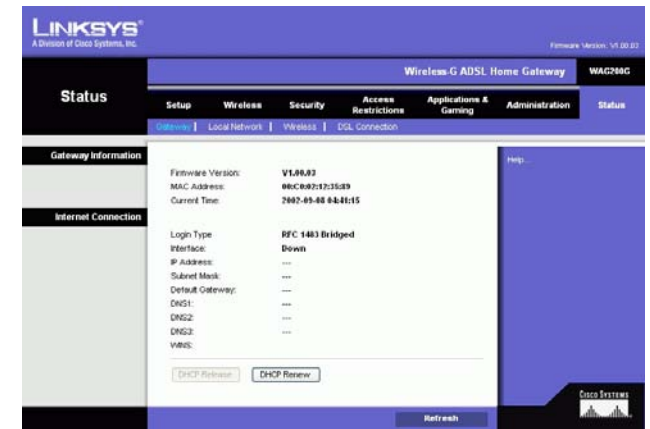 LINKSYS®
A Division of Cisco Systems, Inc.
Firmware Version: V1.00.03
Wireless-G ADSL Home Gateway WAG200G
Status
Setup Wireless Security Access Restrictions Applications & Gaming Administration Status
Gateway | Local Network | Wireless | DSL Connection
Gateway Information
Help...
Firmware Version: V1.00.03
MAC Address: 00:C0:02:12:35:89
Current Time: 2002-09-08 04:41:15
Internet Connection
Login Type RFC 1483 Bridged
Interface: Down
IP Address: ---
Subnet Mask: ---
Default Gateway: ---
DNS1: ---
DNS2: ---
DNS3: ---
WINS:
DHCP Release DHCP Renew
CISCO SYSTEMS
Refresh